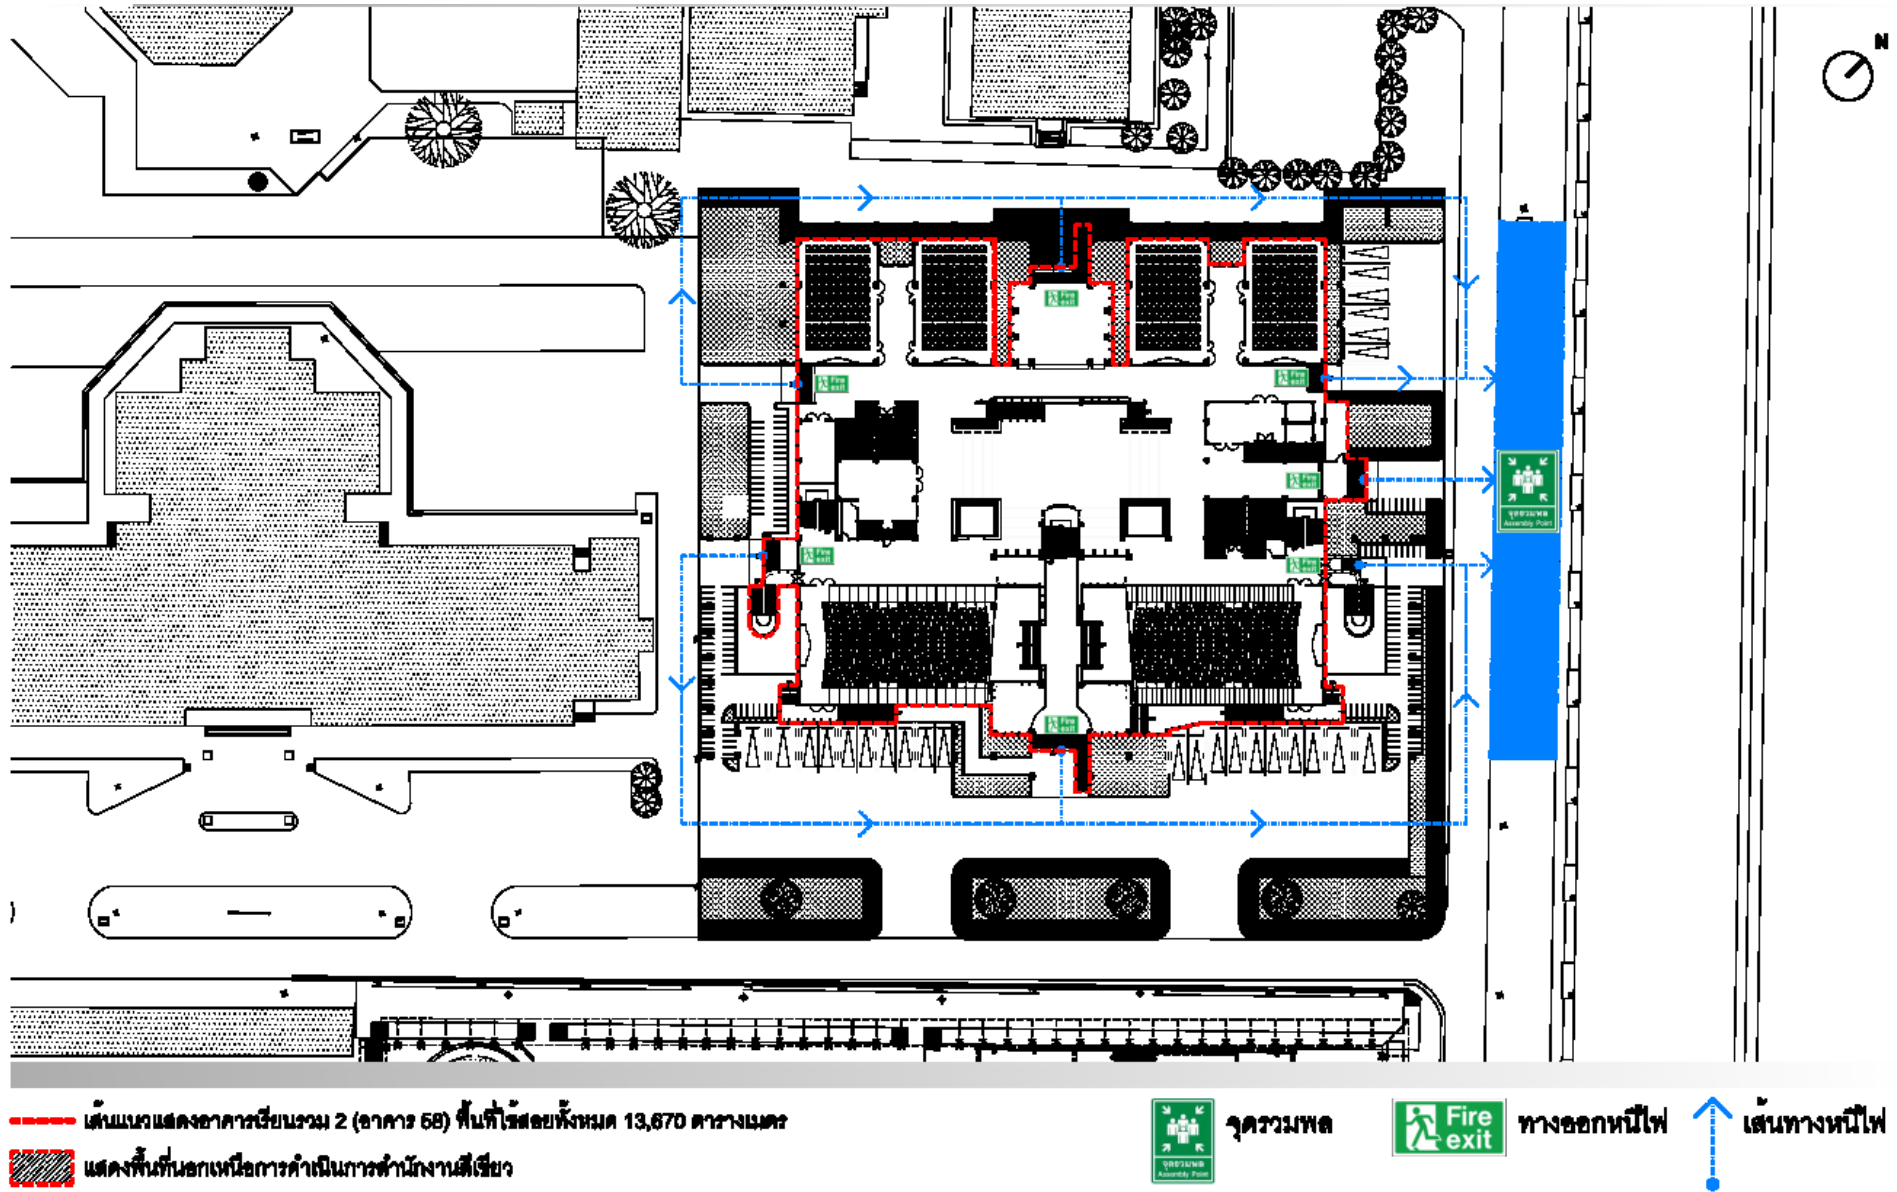 N
Fire exit
Fire exit
Fire exit
Fire exit
Fire exit
Fire exit
Fire exit
จุดรวมพล
Assembly Point
เส้นแนวแสดงอาคารเรียนรวม 2 (อาคาร 58) พื้นที่ใช้สอยทั้งหมด 13,670 ตารางเมตร
แสดงพื้นที่นอกเหนือการดำเนินการสำนักงานสีเขียว
จุดรวมพล
Assembly Point
จุดรวมพล
Fire exit
ทางออกหนีไฟ
เส้นทางหนีไฟ